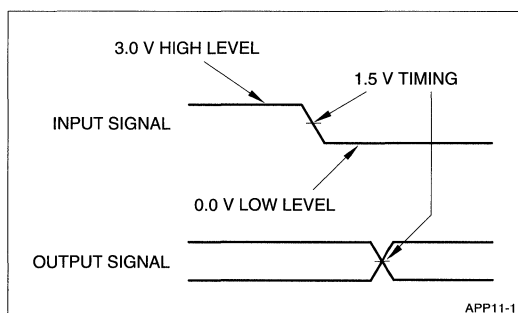 3.0 V HIGH LEVEL
1.5 V TIMING
INPUT SIGNAL
0.0 V LOW LEVEL
OUTPUT SIGNAL
APP11-1